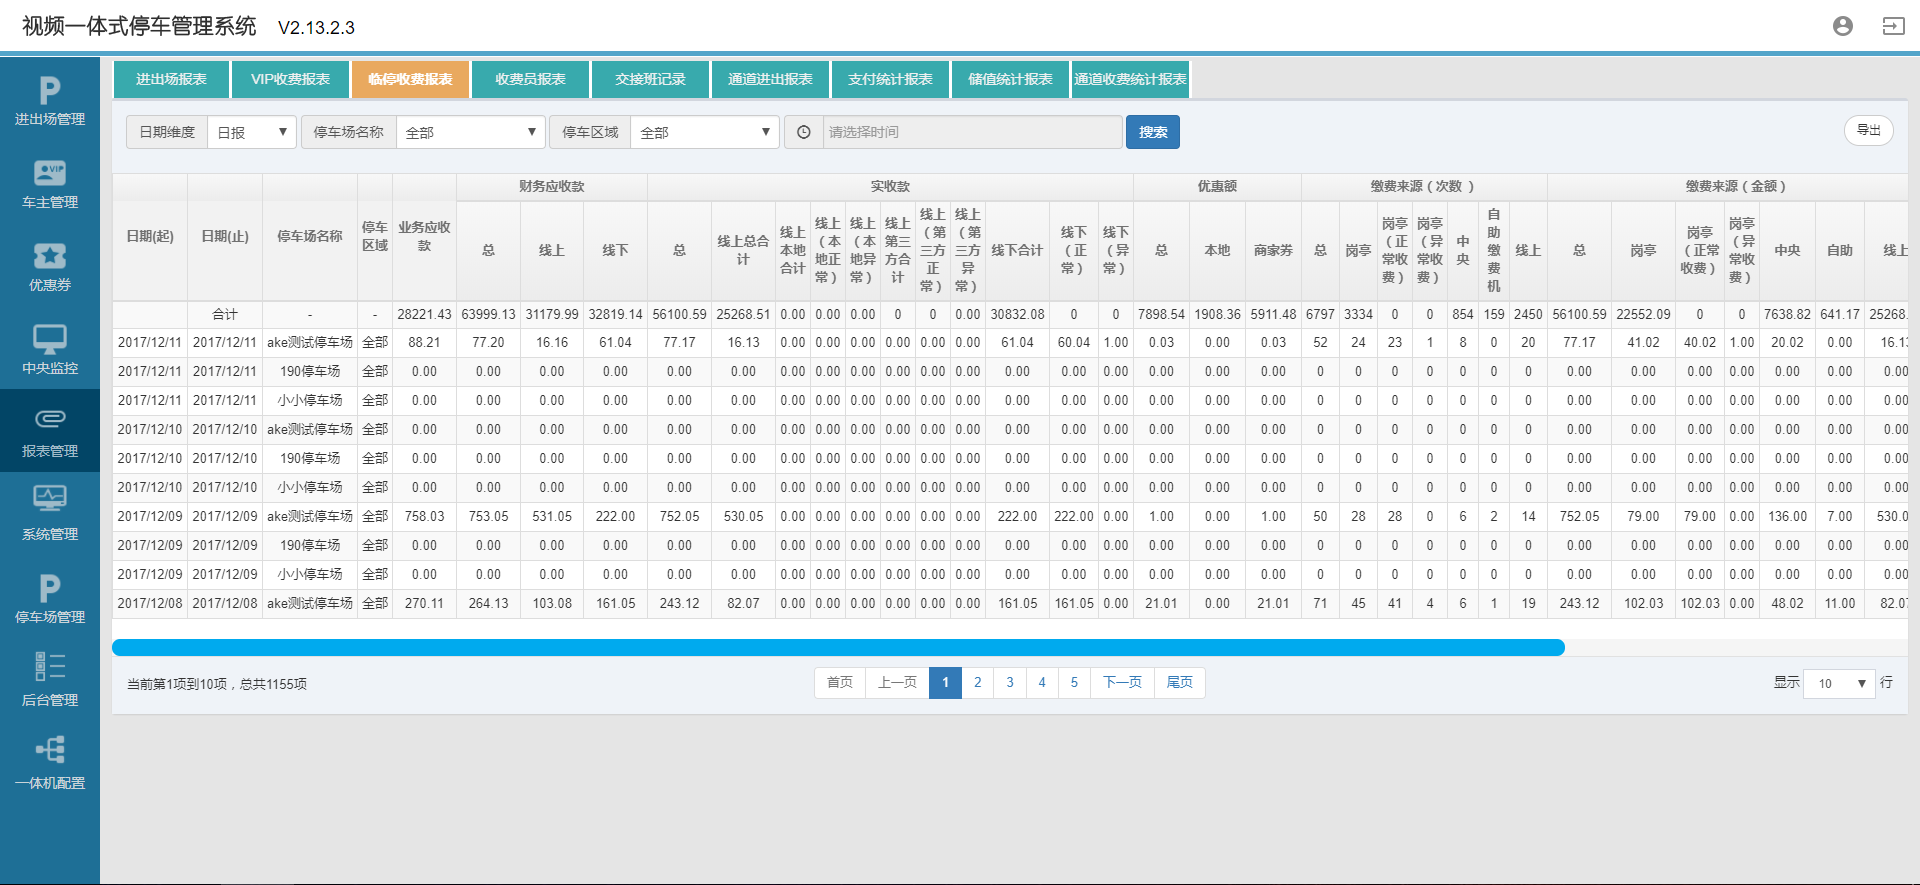 视频一体式停车管理系统 V2.13.2.3
进出场管理
VIP
车主管理
优惠券
中央监控
报表管理
系统管理
停车场管理
后台管理
一体机配置
进出场报表 VIP收费报表 临停收费报表 收费员报表 交接班记录 通道进出报表 支付统计报表 储值统计报表 通道收费统计报表
日期维度 日报 停车场名称 全部 停车区域 全部 请选择时间 搜索 导出
财务应收款 实收款 优惠额 缴费来源（次数 ） 缴费来源（金额 ）
日期(起) 日期(止) 停车场名称 停车区域 业务应收款 总 线上 线下 总 线上总合计 线上本地合计 线上（本地正常） 线上（本地异常） 线上第三方合计 线上（第三方正常） 线上（第三方异常） 线下合计 线下（正常） 线下（异常） 总 本地 商家券 总 岗亭 岗亭（正常收费） 岗亭（异常收费） 中央 自助缴费机 线上 总 岗亭 岗亭（正常收费） 岗亭（异常收费） 中央 自助 线上
合计 - - 28221.43 63999.13 31179.99 32819.14 56100.59 25268.51 0.00 0.00 0.00 0 0 0.00 30832.08 0 0 7898.54 1908.36 5911.48 6797 3334 0 0 854 159 2450 56100.59 22552.09 0 0 7638.82 641.17 25268.
2017/12/11 2017/12/11 ake测试停车场 全部 88.21 77.20 16.16 61.04 77.17 16.13 0.00 0.00 0.00 0.00 0.00 0.00 61.04 60.04 1.00 0.03 0.00 0.03 52 24 23 1 8 0 20 77.17 41.02 40.02 1.00 20.02 0.00 16.13
2017/12/11 2017/12/11 190停车场 全部 0.00 0.00 0.00 0.00 0.00 0.00 0.00 0.00 0.00 0.00 0.00 0.00 0.00 0.00 0.00 0.00 0.00 0.00 0 0 0 0 0 0 0 0.00 0.00 0.00 0.00 0.00 0.00 0.00
2017/12/11 2017/12/11 小小停车场 全部 0.00 0.00 0.00 0.00 0.00 0.00 0.00 0.00 0.00 0.00 0.00 0.00 0.00 0.00 0.00 0.00 0.00 0.00 0 0 0 0 0 0 0 0.00 0.00 0.00 0.00 0.00 0.00 0.00
2017/12/10 2017/12/10 ake测试停车场 全部 0.00 0.00 0.00 0.00 0.00 0.00 0.00 0.00 0.00 0.00 0.00 0.00 0.00 0.00 0.00 0.00 0.00 0.00 0 0 0 0 0 0 0 0.00 0.00 0.00 0.00 0.00 0.00 0.00
2017/12/10 2017/12/10 190停车场 全部 0.00 0.00 0.00 0.00 0.00 0.00 0.00 0.00 0.00 0.00 0.00 0.00 0.00 0.00 0.00 0.00 0.00 0.00 0 0 0 0 0 0 0 0.00 0.00 0.00 0.00 0.00 0.00 0.00
2017/12/10 2017/12/10 小小停车场 全部 0.00 0.00 0.00 0.00 0.00 0.00 0.00 0.00 0.00 0.00 0.00 0.00 0.00 0.00 0.00 0.00 0.00 0.00 0 0 0 0 0 0 0 0.00 0.00 0.00 0.00 0.00 0.00 0.00
2017/12/09 2017/12/09 ake测试停车场 全部 758.03 753.05 531.05 222.00 752.05 530.05 0.00 0.00 0.00 0.00 0.00 0.00 222.00 222.00 0.00 1.00 0.00 1.00 50 28 28 0 6 2 14 752.05 79.00 79.00 0.00 136.00 7.00 530.0
2017/12/09 2017/12/09 190停车场 全部 0.00 0.00 0.00 0.00 0.00 0.00 0.00 0.00 0.00 0.00 0.00 0.00 0.00 0.00 0.00 0.00 0.00 0.00 0 0 0 0 0 0 0 0.00 0.00 0.00 0.00 0.00 0.00 0.00
2017/12/09 2017/12/09 小小停车场 全部 0.00 0.00 0.00 0.00 0.00 0.00 0.00 0.00 0.00 0.00 0.00 0.00 0.00 0.00 0.00 0.00 0.00 0.00 0 0 0 0 0 0 0 0.00 0.00 0.00 0.00 0.00 0.00 0.00
2017/12/08 2017/12/08 ake测试停车场 全部 270.11 264.13 103.08 161.05 243.12 82.07 0.00 0.00 0.00 0.00 0.00 0.00 161.05 161.05 0.00 21.01 0.00 21.01 71 45 41 4 6 1 19 243.12 102.03 102.03 0.00 48.02 11.00 82.07
当前第1项到10项，总共1155项 首页 上一页 1 2 3 4 5 下一页 尾页 显示 10 行